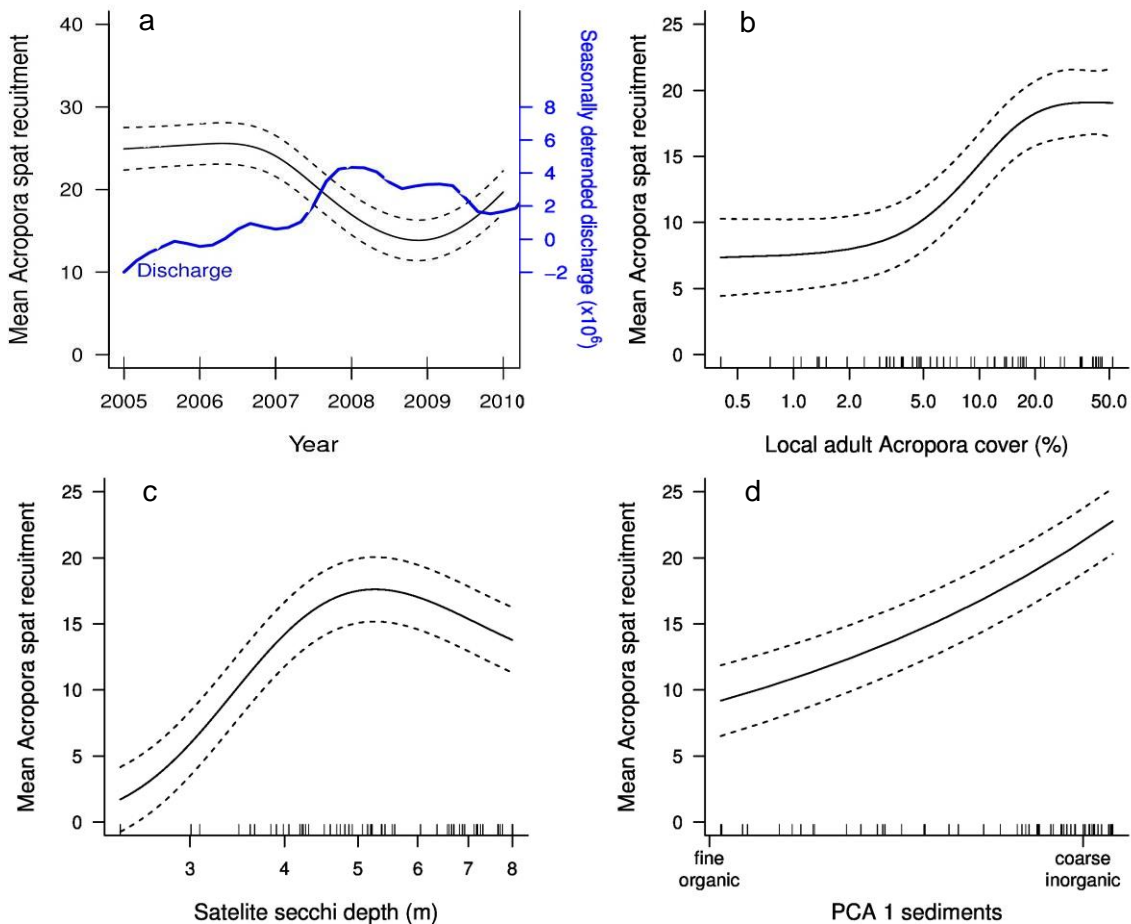 a
40
30
20
10
0
Mean Acropora spat recuitment
Discharge
8
6
4
2
0
−2
Seasonally detrended discharge (x10⁶)
2005 2006 2007 2008 2009 2010
Year
b
25
20
15
10
5
0
Mean Acropora spat recuitment
0.5 1.0 2.0 5.0 10.0 20.0 50.0
Local adult Acropora cover (%)
c
25
20
15
10
5
0
Mean Acropora spat recuitment
3 4 5 6 7 8
Satelite secchi depth (m)
d
25
20
15
10
5
0
Mean Acropora spat recuitment
fine coarse
organic inorganic
PCA 1 sediments